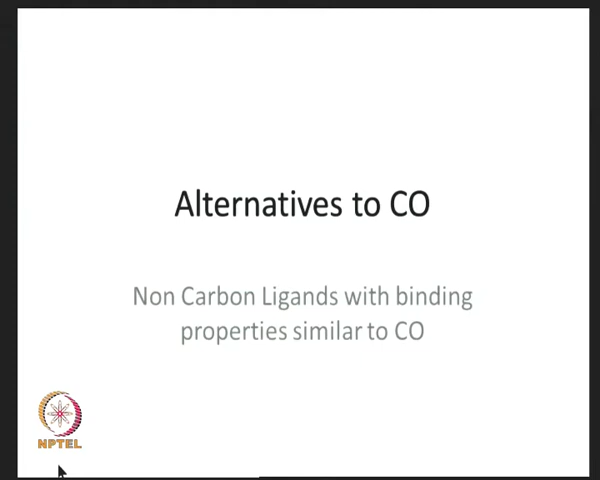 Alternatives to CO
Non Carbon Ligands with binding
properties similar to CO
NPTEL